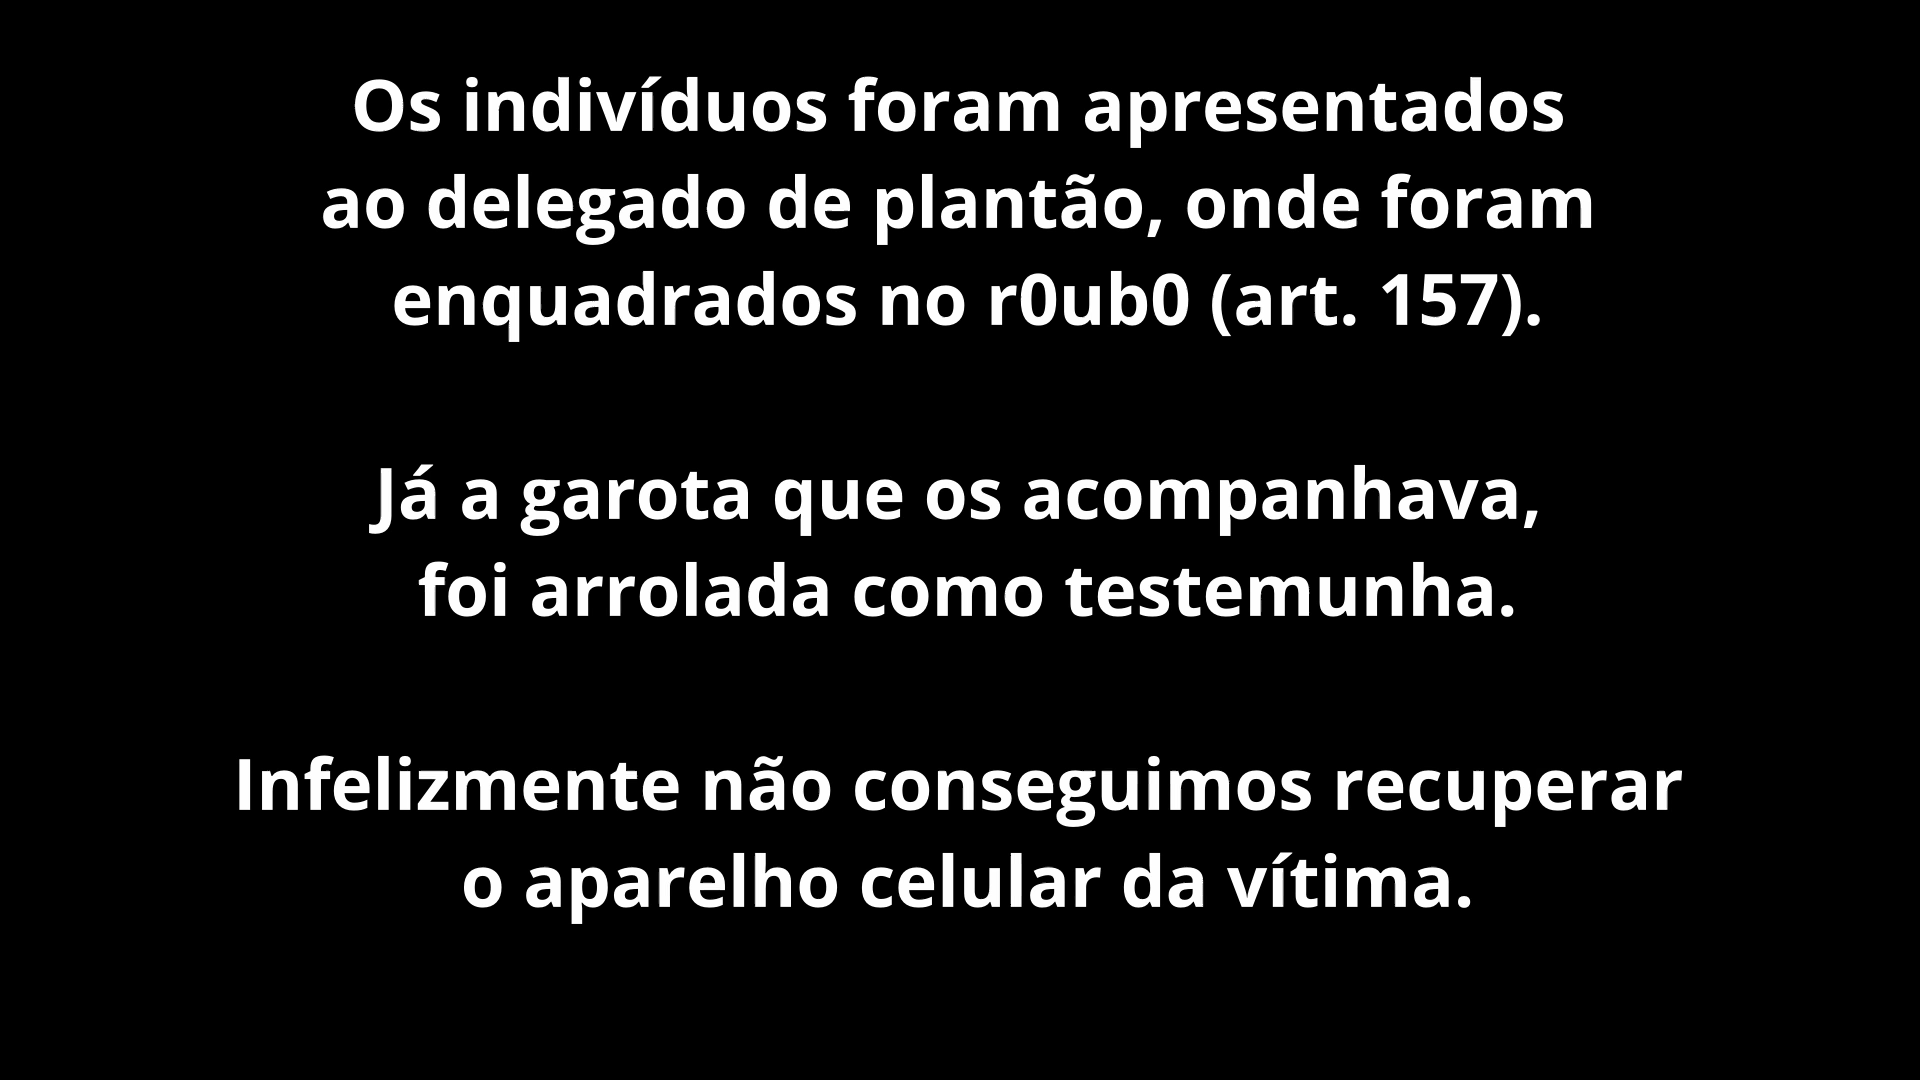 Os indivíduos foram apresentados
ao delegado de plantão, onde foram
enquadrados no r0ub0 (art. 157).
Já a garota que os acompanhava,
foi arrolada como testemunha.
Infelizmente não conseguimos recuperar
o aparelho celular da vítima.